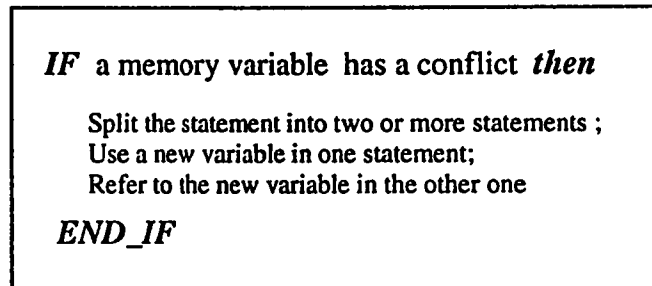 IF a memory variable has a conflict then
Split the statement into two or more statements ;
Use a new variable in one statement;
Refer to the new variable in the other one
END_IF